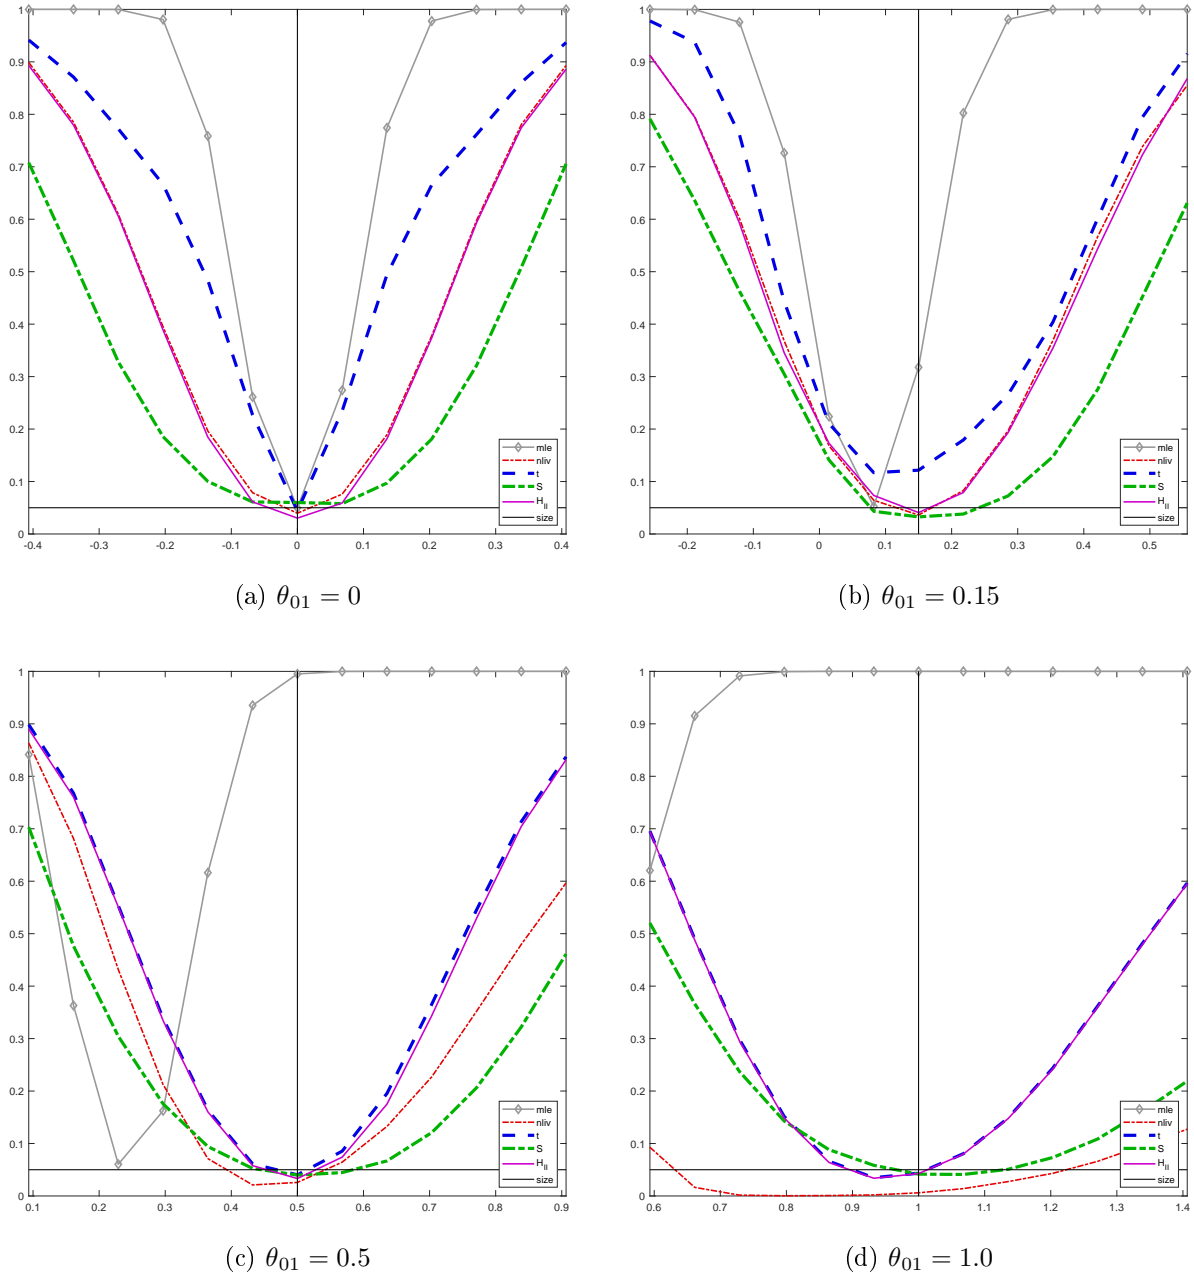 1
0.9
0.8
0.7
0.6
0.5
0.4
0.3
0.2
0.1
0
-0.4 -0.3 -0.2 -0.1 0 0.1 0.2 0.3 0.4
mle
nliv
t
S
H_II
size
(a) θ01 = 0
1
0.9
0.8
0.7
0.6
0.5
0.4
0.3
0.2
0.1
0
-0.2 -0.1 0 0.1 0.2 0.3 0.4 0.5
mle
nliv
t
S
H_II
size
(b) θ01 = 0.15
1
0.9
0.8
0.7
0.6
0.5
0.4
0.3
0.2
0.1
0
0.1 0.2 0.3 0.4 0.5 0.6 0.7 0.8 0.9
mle
nliv
t
S
H_II
size
(c) θ01 = 0.5
1
0.9
0.8
0.7
0.6
0.5
0.4
0.3
0.2
0.1
0
0.6 0.7 0.8 0.9 1 1.1 1.2 1.3 1.4
mle
nliv
t
S
H_II
size
(d) θ01 = 1.0